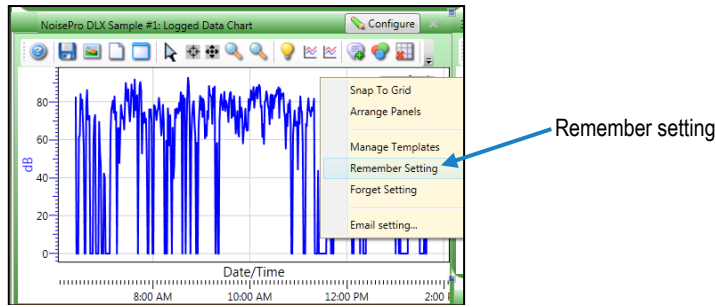 NoisePro DLX Sample #1: Logged Data Chart
Configure
Snap To Grid
Arrange Panels
Manage Templates
Remember Setting
Forget Setting
Email setting...
Remember setting
80
60
40
20
0
dB
Date/Time
8:00 AM
10:00 AM
12:00 PM
2:00